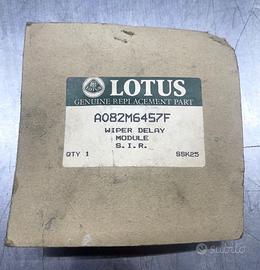 LOTUS
GENUINE REPLACEMENT PART
A082M6457F
WIPER DELAY
MODULE
S.I.R.
QTY 1 SSK25
subito